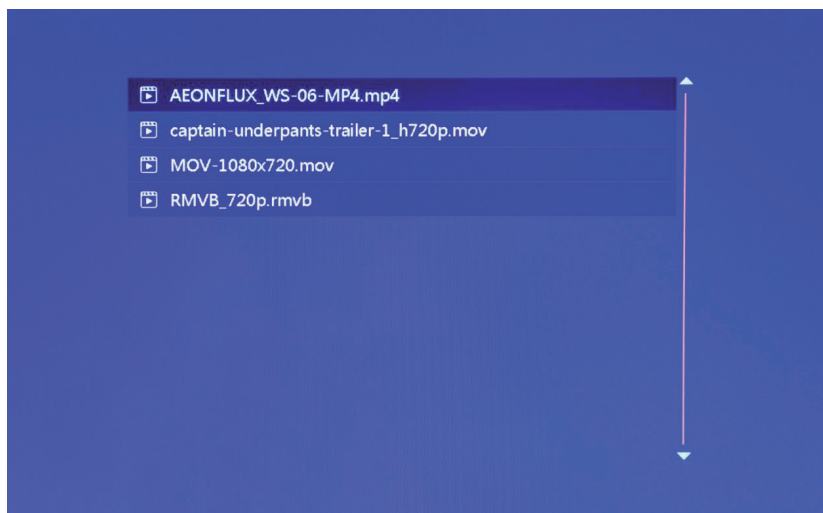 AEONFLUX_WS-06-MP4.mp4
captain-underpants-trailer-1_h720p.mov
MOV-1080x720.mov
RMVB_720p.rmvb